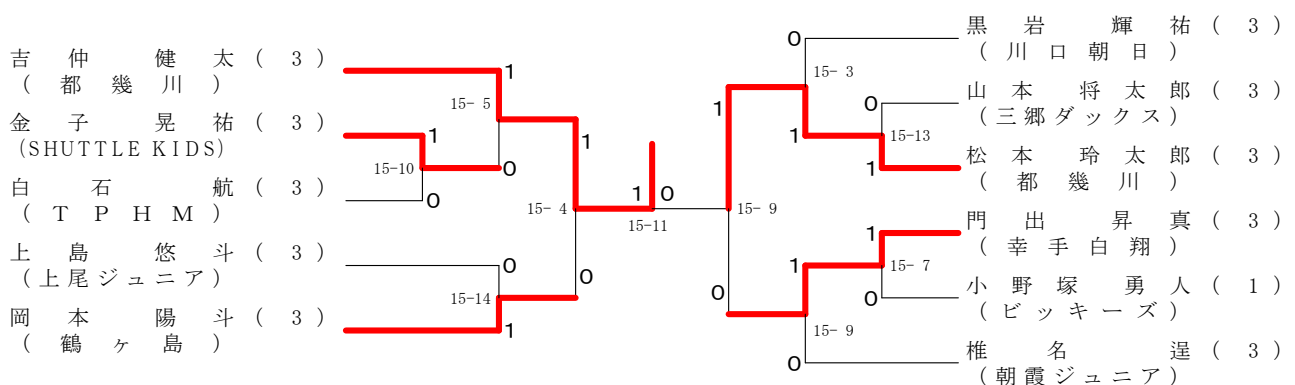 吉仲健太(3)
(都幾川)
金子晃祐(3)
(SHUTTLE KIDS)
白石航(3)
(TPHM)
上島悠斗(3)
(上尾ジュニア)
岡本陽斗(3)
(鶴ヶ島)
1
15- 5
0
1
15-10
0
1
15- 4
0
0
15-14
1
1 0
15-11
黒岩輝祐(3)
(川口朝日)
山本将太郎(3)
(三郷ダックス)
松本玲太郎(3)
(都幾川)
門出昇真(3)
(幸手白翔)
小野塚勇人(1)
(ビッキーズ)
椎名逞(3)
(朝霞ジュニア)
0
15- 3
1
0
15-13
1
1
15- 9
0
1
15- 7
0
1
15- 9
0